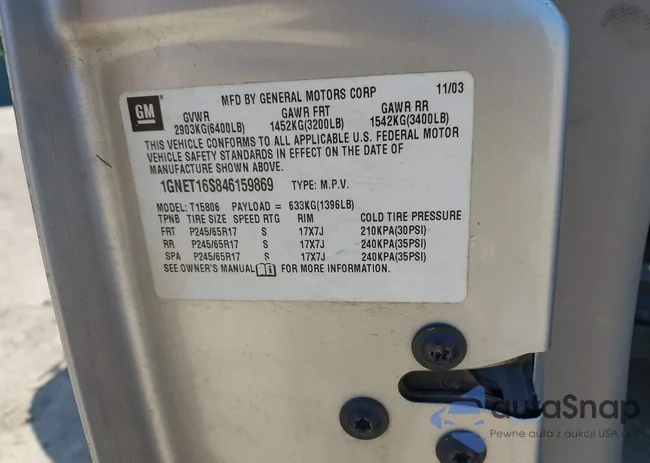 GM
MFD BY GENERAL MOTORS CORP 11/03
GVWR GAWR FRT GAWR RR
2903KG(6400LB) 1452KG(3200LB) 1542KG(3400LB)
THIS VEHICLE CONFORMS TO ALL APPLICABLE U.S. FEDERAL MOTOR
VEHICLE SAFETY STANDARDS IN EFFECT ON THE DATE OF
MANUFACTURE SHOWN ABOVE.
1GNET16S846159869 TYPE: M.P.V.
MODEL: T15806 PAYLOAD = 633KG(1396LB)
TPNB TIRE SIZE SPEED RTG RIM COLD TIRE PRESSURE
FRT P245/65R17 S 17X7J 210KPA(30PSI)
RR P245/65R17 S 17X7J 240KPA(35PSI)
SPA P245/65R17 S 17X7J 240KPA(35PSI)
SEE OWNER'S MANUAL FOR MORE INFORMATION.
autoSnap
Pewne auta z aukcji USA